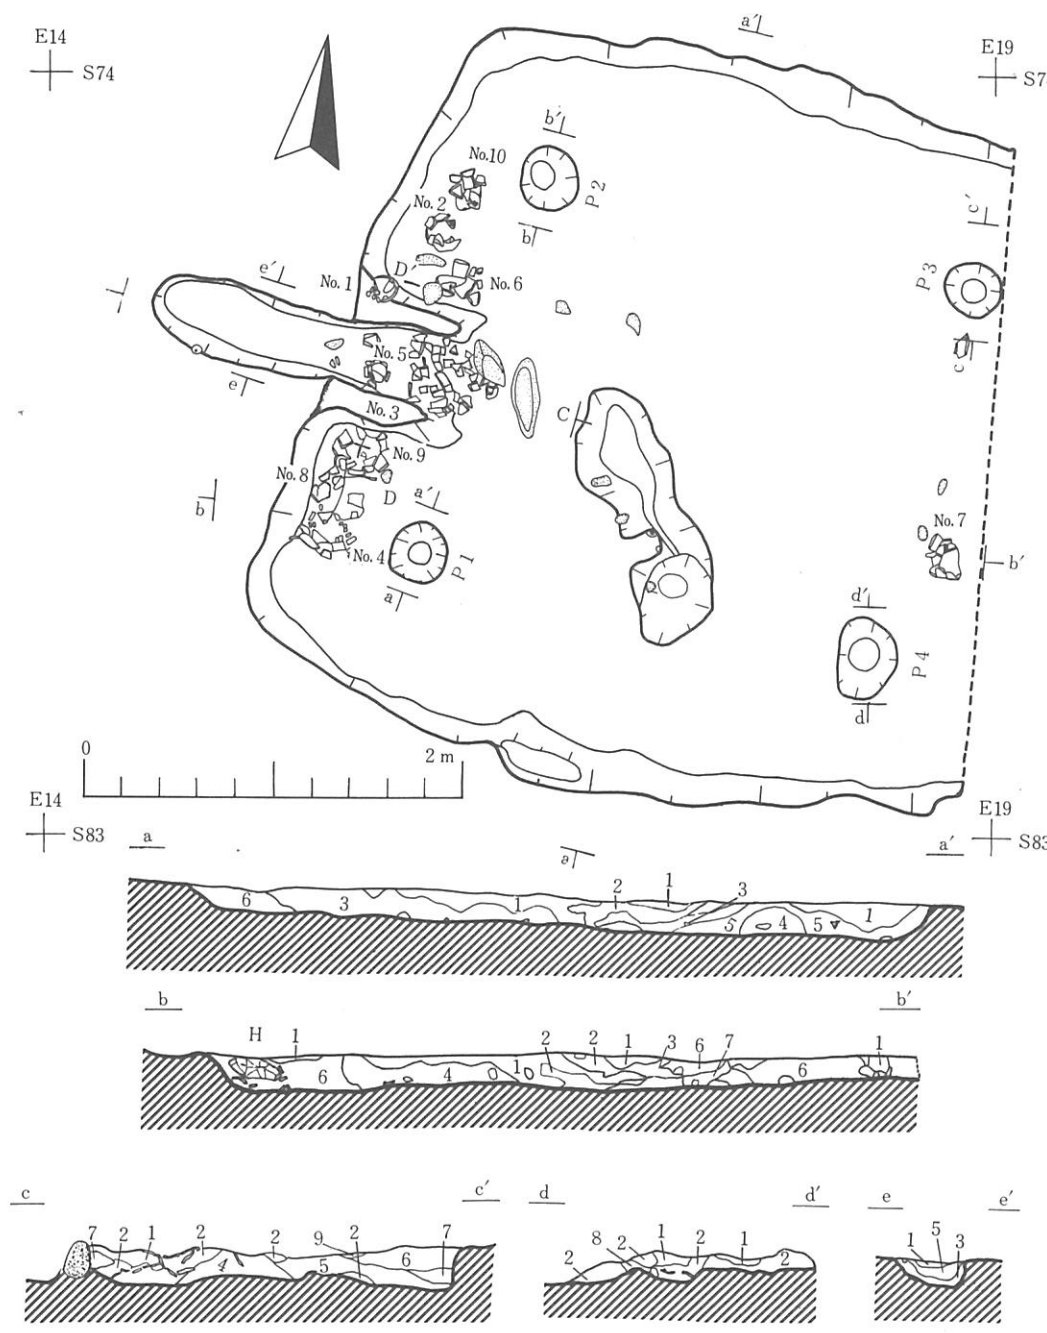 E14
S74
a′
E19
S7
No.10
b′
P2
No.2
b
c′
e′
No.1
D′
No.6
P3
No.5
c
e
No.3
C
No.8
No.9
D
a′
b
No.4
P1
a
No.7
b′
d′
P4
d
0
2 m
E14
S83
E19
S83
a
a
a′
6 3 1 2 1 3 5 4 5 1
b
b′
H 1 6 4 1 2 2 1 3 6 7 6 1
c
c′
d
d′
e
e′
7 2 1 2 4 2 9 5 2 6 7
2 8 2 1 2 1 2
1 5 3